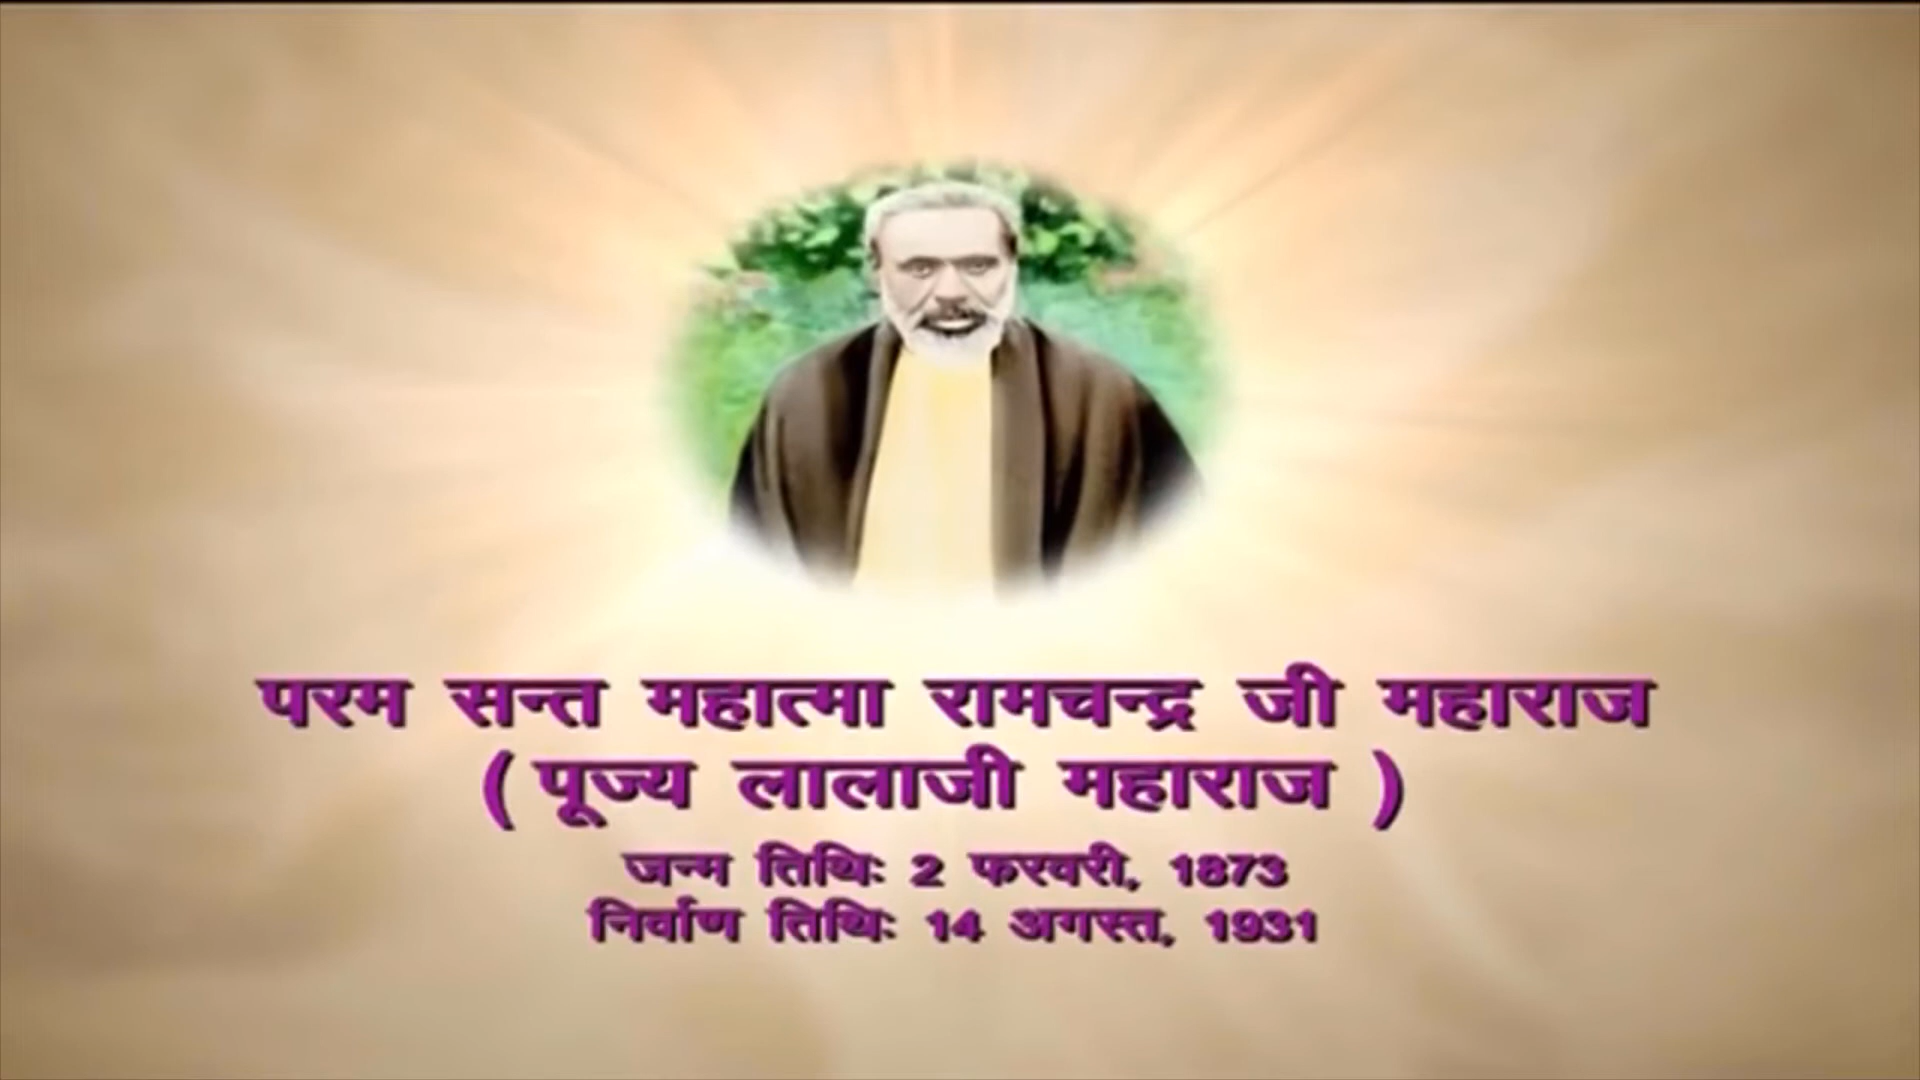 परम सन्त महात्मा रामचन्द्र जी महाराज
( पूज्य लालाजी महाराज )
जन्म तिथिः 2 फरवरी, 1873
निर्वाण तिथिः 14 अगस्त, 1931